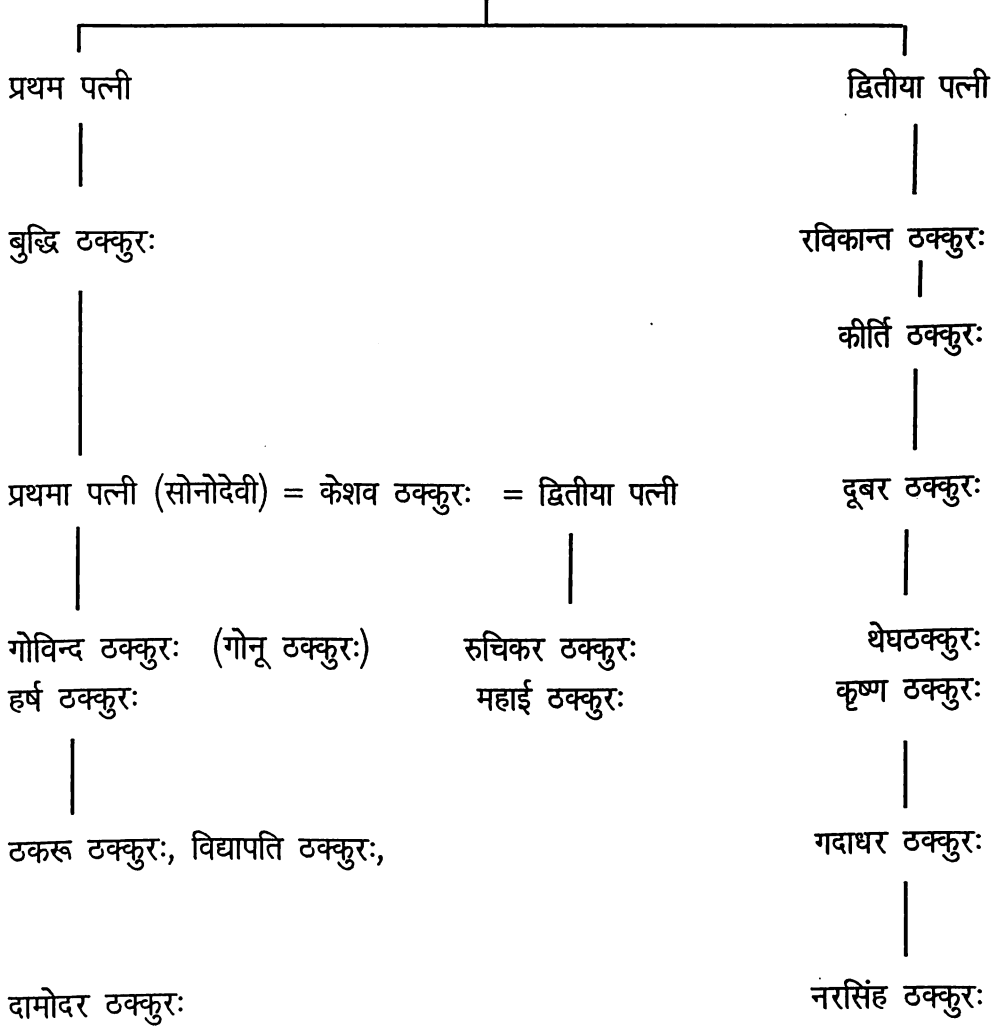 प्रथम पत्नी द्वितीया पत्नी
बुद्धि ठक्कुरः रविकान्त ठक्कुरः
कीर्ति ठक्कुरः
प्रथमा पत्नी (सोनोदेवी) = केशव ठक्कुरः = द्वितीया पत्नी दूबर ठक्कुरः
गोविन्द ठक्कुरः (गोनू ठक्कुरः) रुचिकर ठक्कुरः थेघठक्कुरः
हर्ष ठक्कुरः महाई ठक्कुरः कृष्ण ठक्कुरः
ठकरू ठक्कुरः, विद्यापति ठक्कुरः, गदाधर ठक्कुरः
दामोदर ठक्कुरः नरसिंह ठक्कुरः